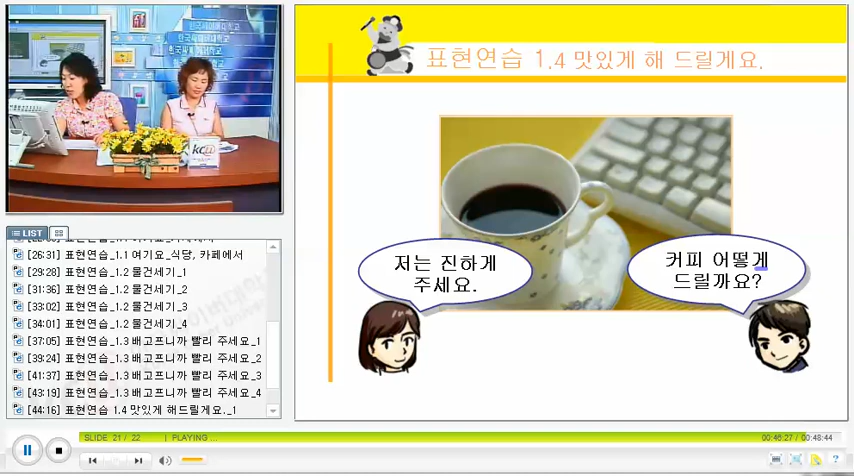 한국사이버대학교
kcu
LIST
[26:31] 표현연습_1.1 여기요_식당, 카페에서
[29:28] 표현연습_1.2 물건세기_1
[31:36] 표현연습_1.2 물건세기_2
[33:02] 표현연습_1.2 물건세기_3
[34:01] 표현연습_1.2 물건세기_4
[37:05] 표현연습_1.3 배고프니까 빨리 주세요_1
[39:24] 표현연습_1.3 배고프니까 빨리 주세요_2
[41:37] 표현연습_1.3 배고프니까 빨리 주세요_3
[43:19] 표현연습_1.3 배고프니까 빨리 주세요_4
[44:16] 표현연습 1.4 맛있게 해드릴게요._1
표현연습 1.4 맛있게 해 드릴게요.
저는 진하게
주세요.
커피 어떻게
드릴까요?
SLIDE 21 / 22 | PLAYING ...
00:46:27 / 00:48:44